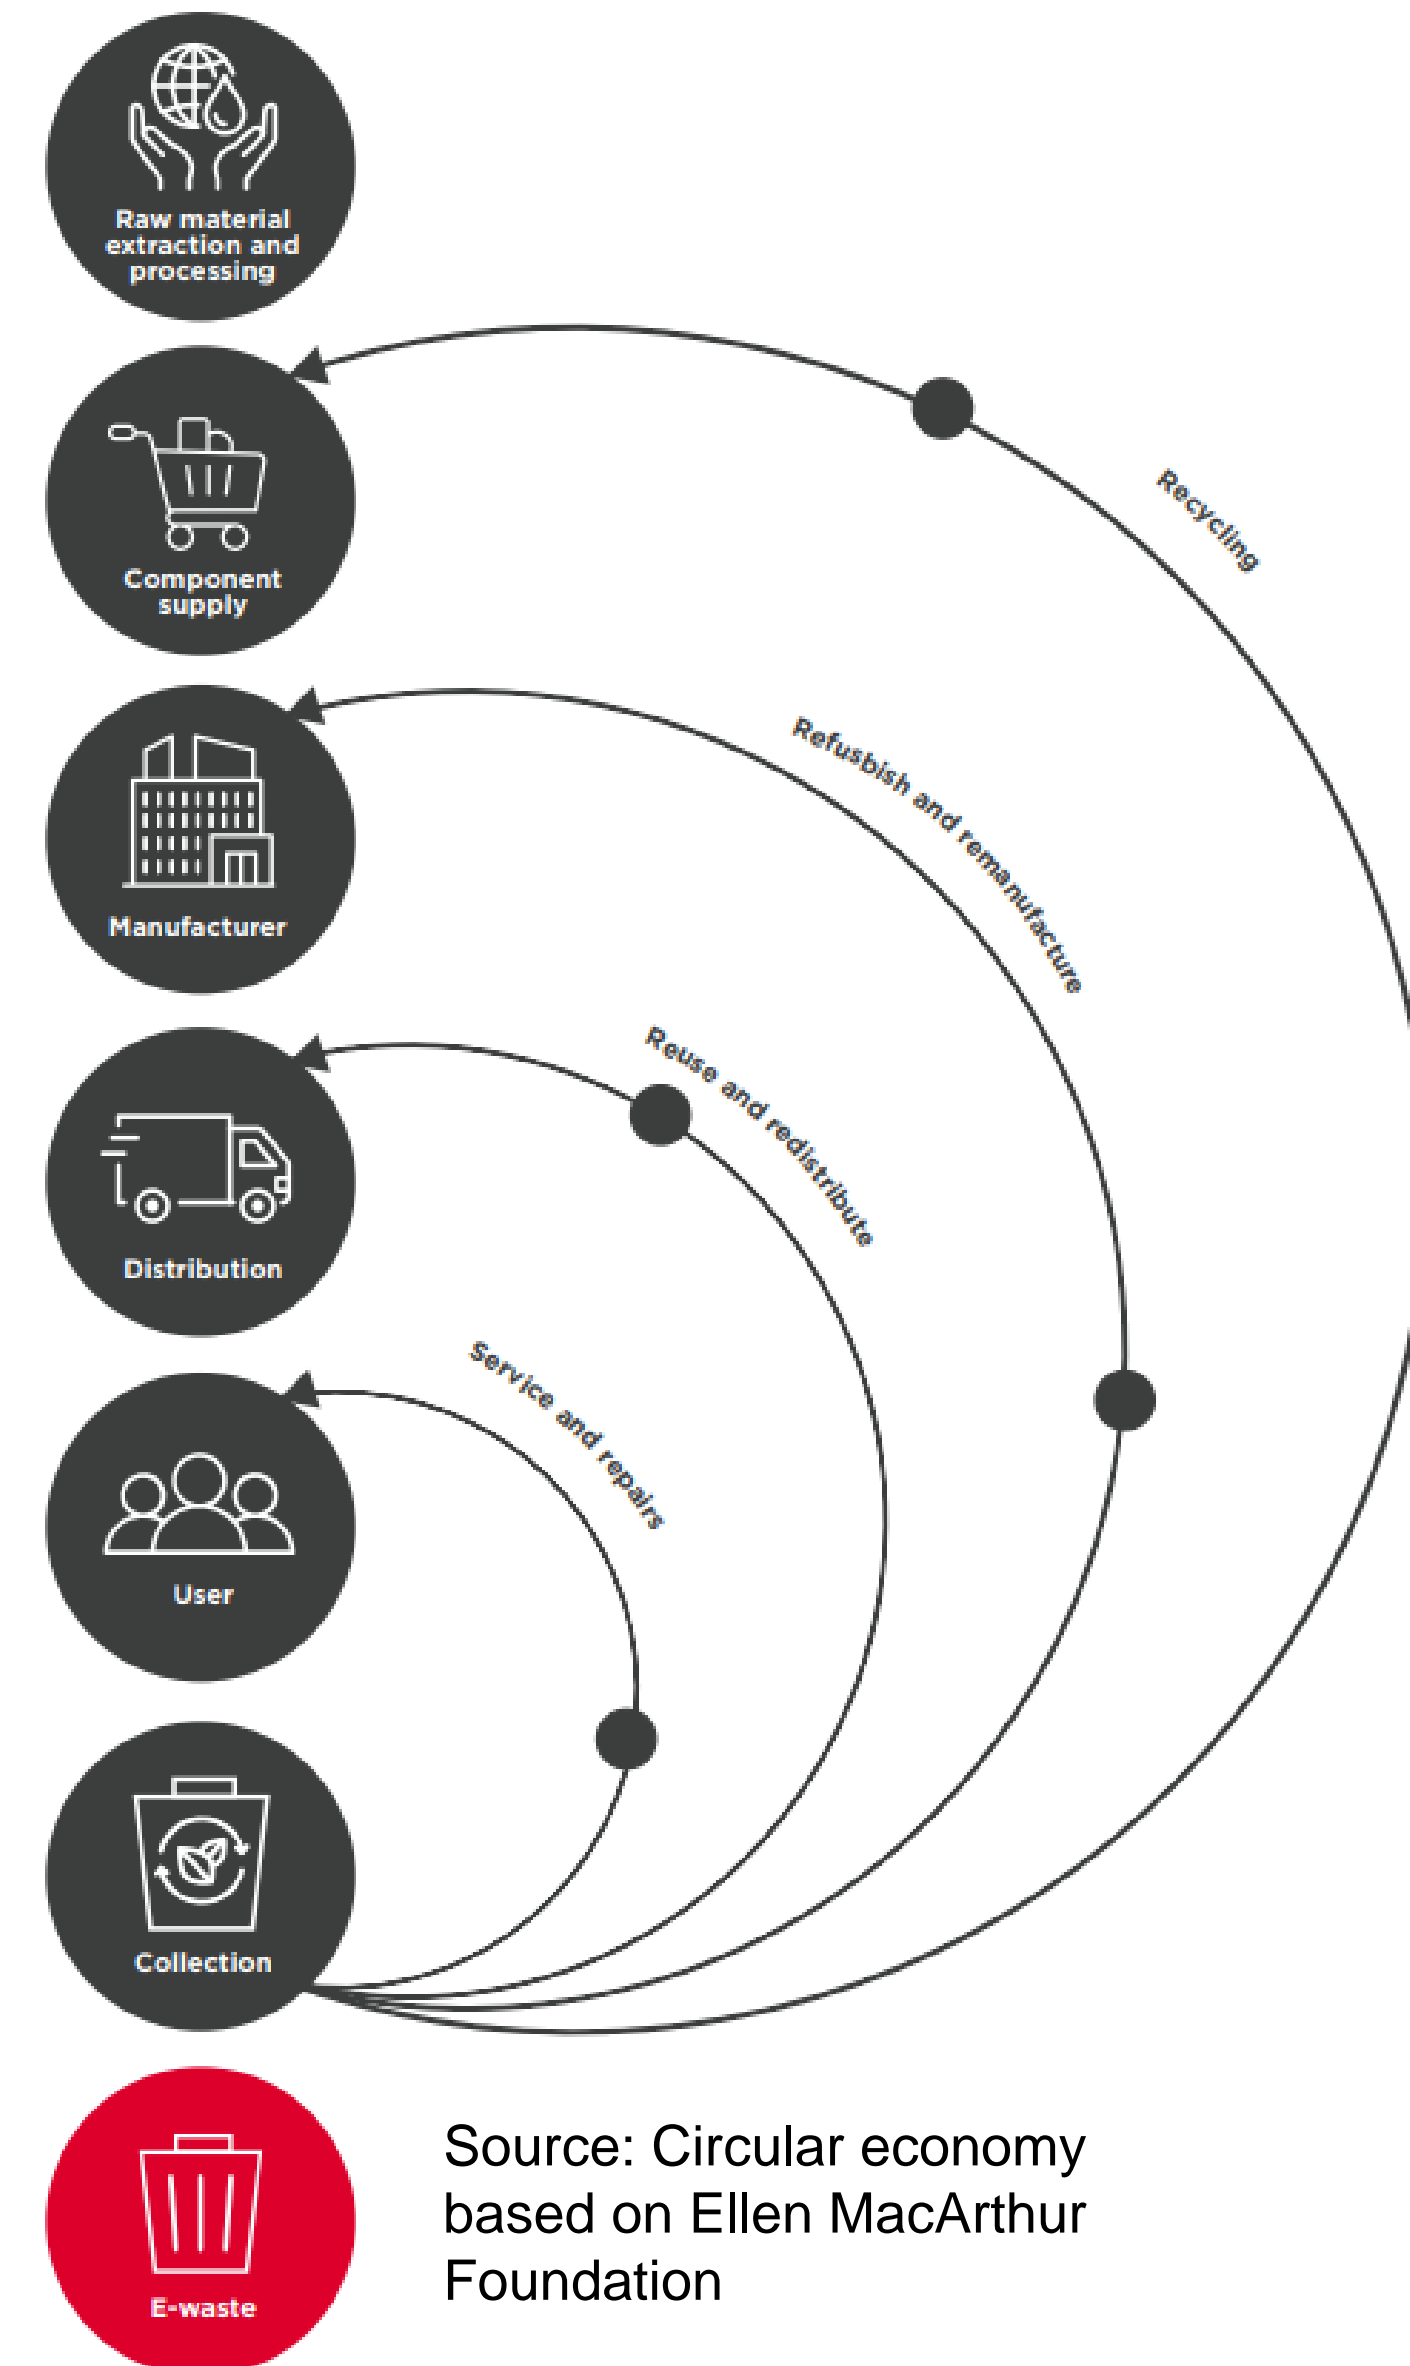 Raw material
extraction and
processing
Component
supply
Recycling
Manufacturer
Refusbish and remanufacture
Distribution
Reuse and redistribute
User
Service and repairs
Collection
E-waste
Source: Circular economy
based on Ellen MacArthur
Foundation